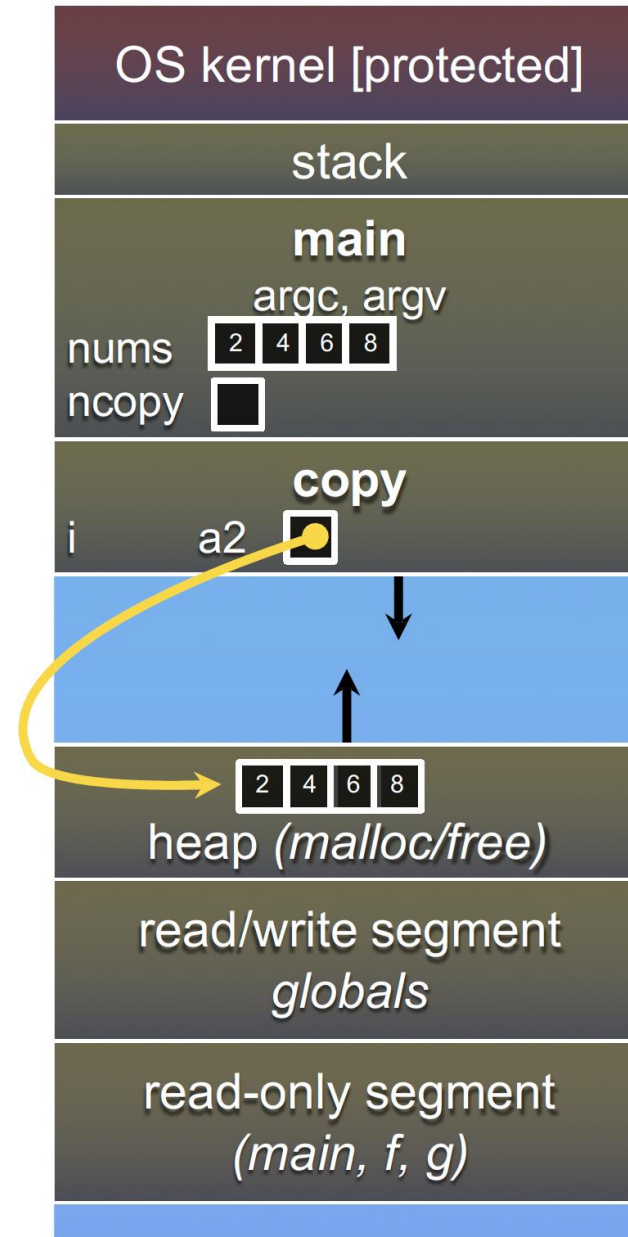 OS kernel [protected]
stack
main
argc, argv
nums 2 4 6 8
ncopy
copy
i a2
2 4 6 8
heap (malloc/free)
read/write segment
globals
read-only segment
(main, f, g)